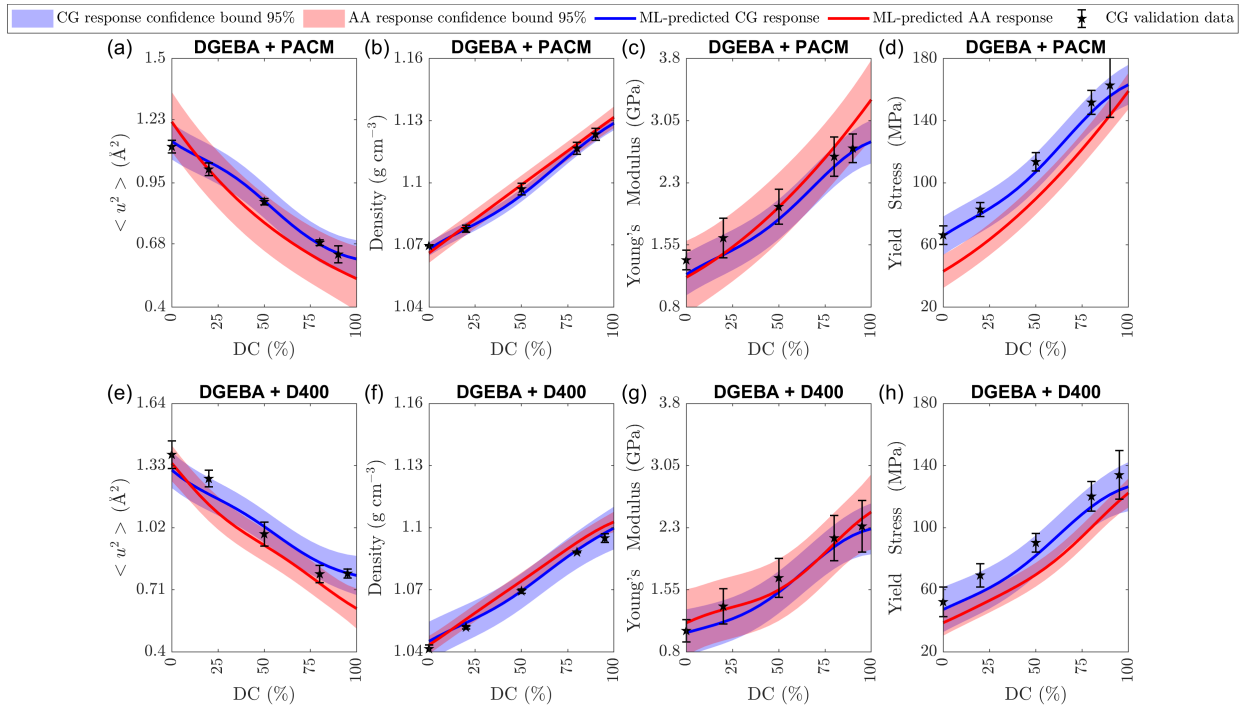 CG response confidence bound 95% AA response confidence bound 95% ML-predicted CG response ML-predicted AA response CG validation data
(a) DGEBA + PACM
1.5
1.23
0.95
0.68
0.4
< u² > (Å²)
0 25 50 75 100
DC (%)
(b) DGEBA + PACM
1.16
1.13
1.1
1.07
1.04
Density (g cm⁻³)
0 25 50 75 100
DC (%)
(c) DGEBA + PACM
3.8
3.05
2.3
1.55
0.8
Young's Modulus (GPa)
0 25 50 75 100
DC (%)
(d) DGEBA + PACM
180
140
100
60
20
Yield Stress (MPa)
0 25 50 75 100
DC (%)
(e) DGEBA + D400
1.64
1.33
1.02
0.71
0.4
< u² > (Å²)
0 25 50 75 100
DC (%)
(f) DGEBA + D400
1.16
1.13
1.1
1.07
1.04
Density (g cm⁻³)
0 25 50 75 100
DC (%)
(g) DGEBA + D400
3.8
3.05
2.3
1.55
0.8
Young's Modulus (GPa)
0 25 50 75 100
DC (%)
(h) DGEBA + D400
180
140
100
60
20
Yield Stress (MPa)
0 25 50 75 100
DC (%)